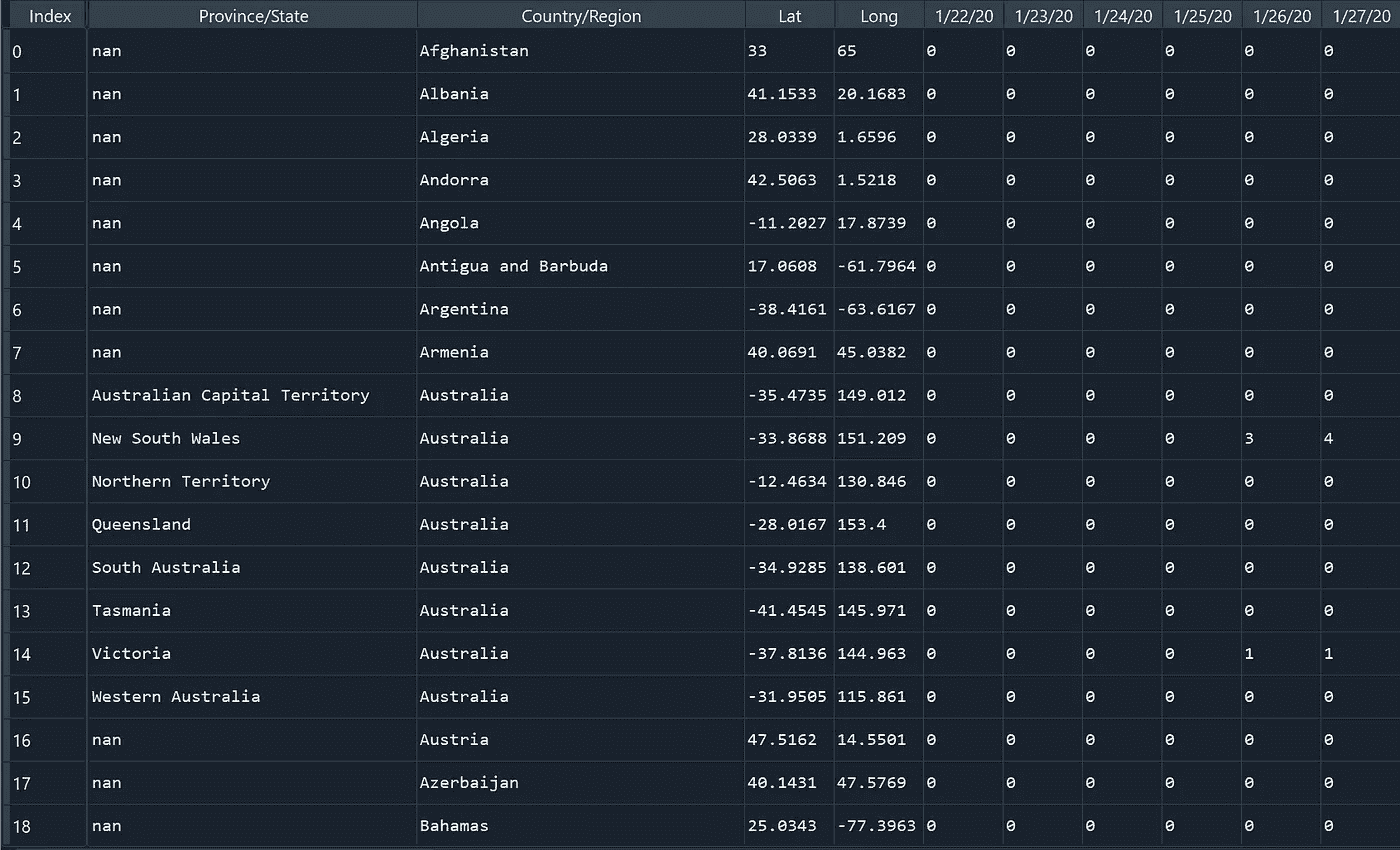 Index Province/State Country/Region Lat Long 1/22/20 1/23/20 1/24/20 1/25/20 1/26/20 1/27/20
0 nan Afghanistan 33 65 0 0 0 0 0 0
1 nan Albania 41.1533 20.1683 0 0 0 0 0 0
2 nan Algeria 28.0339 1.6596 0 0 0 0 0 0
3 nan Andorra 42.5063 1.5218 0 0 0 0 0 0
4 nan Angola -11.2027 17.8739 0 0 0 0 0 0
5 nan Antigua and Barbuda 17.0608 -61.7964 0 0 0 0 0 0
6 nan Argentina -38.4161 -63.6167 0 0 0 0 0 0
7 nan Armenia 40.0691 45.0382 0 0 0 0 0 0
8 Australian Capital Territory Australia -35.4735 149.012 0 0 0 0 0 0
9 New South Wales Australia -33.8688 151.209 0 0 0 0 3 4
10 Northern Territory Australia -12.4634 130.846 0 0 0 0 0 0
11 Queensland Australia -28.0167 153.4 0 0 0 0 0 0
12 South Australia Australia -34.9285 138.601 0 0 0 0 0 0
13 Tasmania Australia -41.4545 145.971 0 0 0 0 0 0
14 Victoria Australia -37.8136 144.963 0 0 0 0 1 1
15 Western Australia Australia -31.9505 115.861 0 0 0 0 0 0
16 nan Austria 47.5162 14.5501 0 0 0 0 0 0
17 nan Azerbaijan 40.1431 47.5769 0 0 0 0 0 0
18 nan Bahamas 25.0343 -77.3963 0 0 0 0 0 0